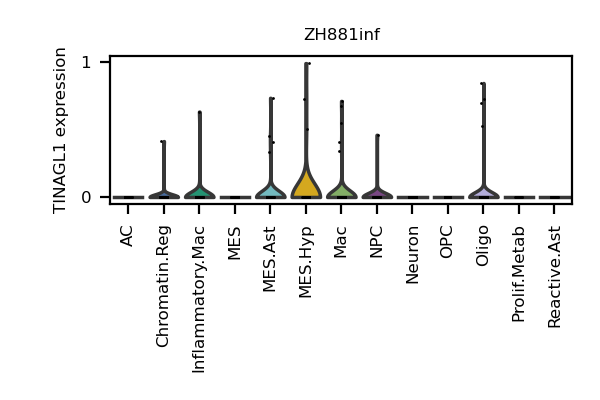 ZH881inf
TINAGL1 expression
1
0
AC
Chromatin.Reg
Inflammatory.Mac
MES
MES.Ast
MES.Hyp
Mac
NPC
Neuron
OPC
Oligo
Prolif.Metab
Reactive.Ast